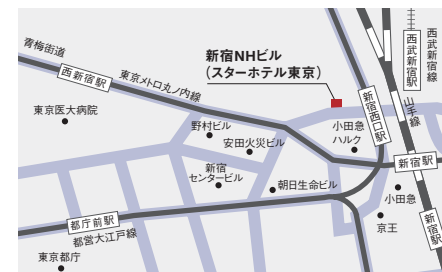 青梅街道
西新宿駅
東京メトロ丸ノ内線
新宿NHビル
(スターホテル東京)
西武新宿駅
西武新宿線
山手線
新宿西口駅
東京医大病院
野村ビル
安田火災ビル
小田急
ハルク
新宿駅
新宿
センタービル
朝日生命ビル
小田急
京王
新宿駅
都庁前駅
都営大江戸線
東京都庁